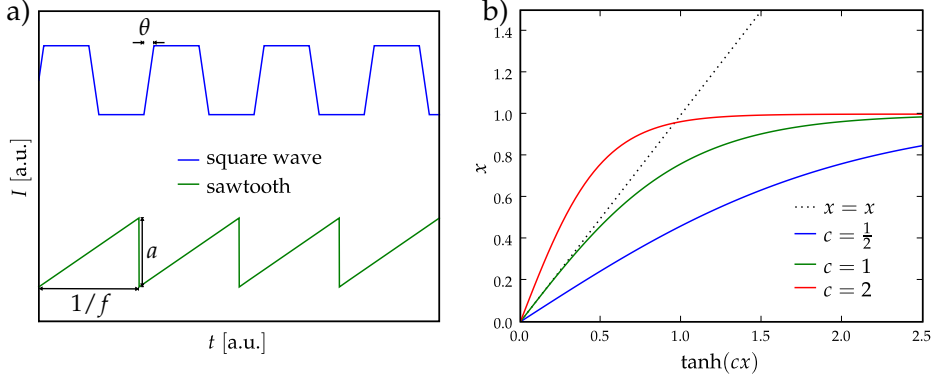 a)
θ
I [a.u.]
square wave
sawtooth
a
1/f
t [a.u.]
b)
1.4
1.2
1.0
0.8
0.6
0.4
0.2
0.0
x
x = x
c = 1/2
c = 1
c = 2
0.0 0.5 1.0 1.5 2.0 2.5
tanh(cx)